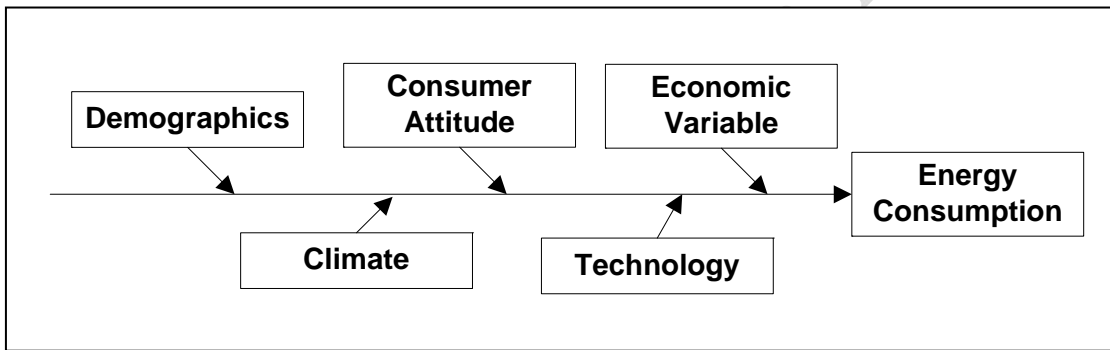 Demographics
Consumer
Attitude
Economic
Variable
Energy
Consumption
Climate
Technology